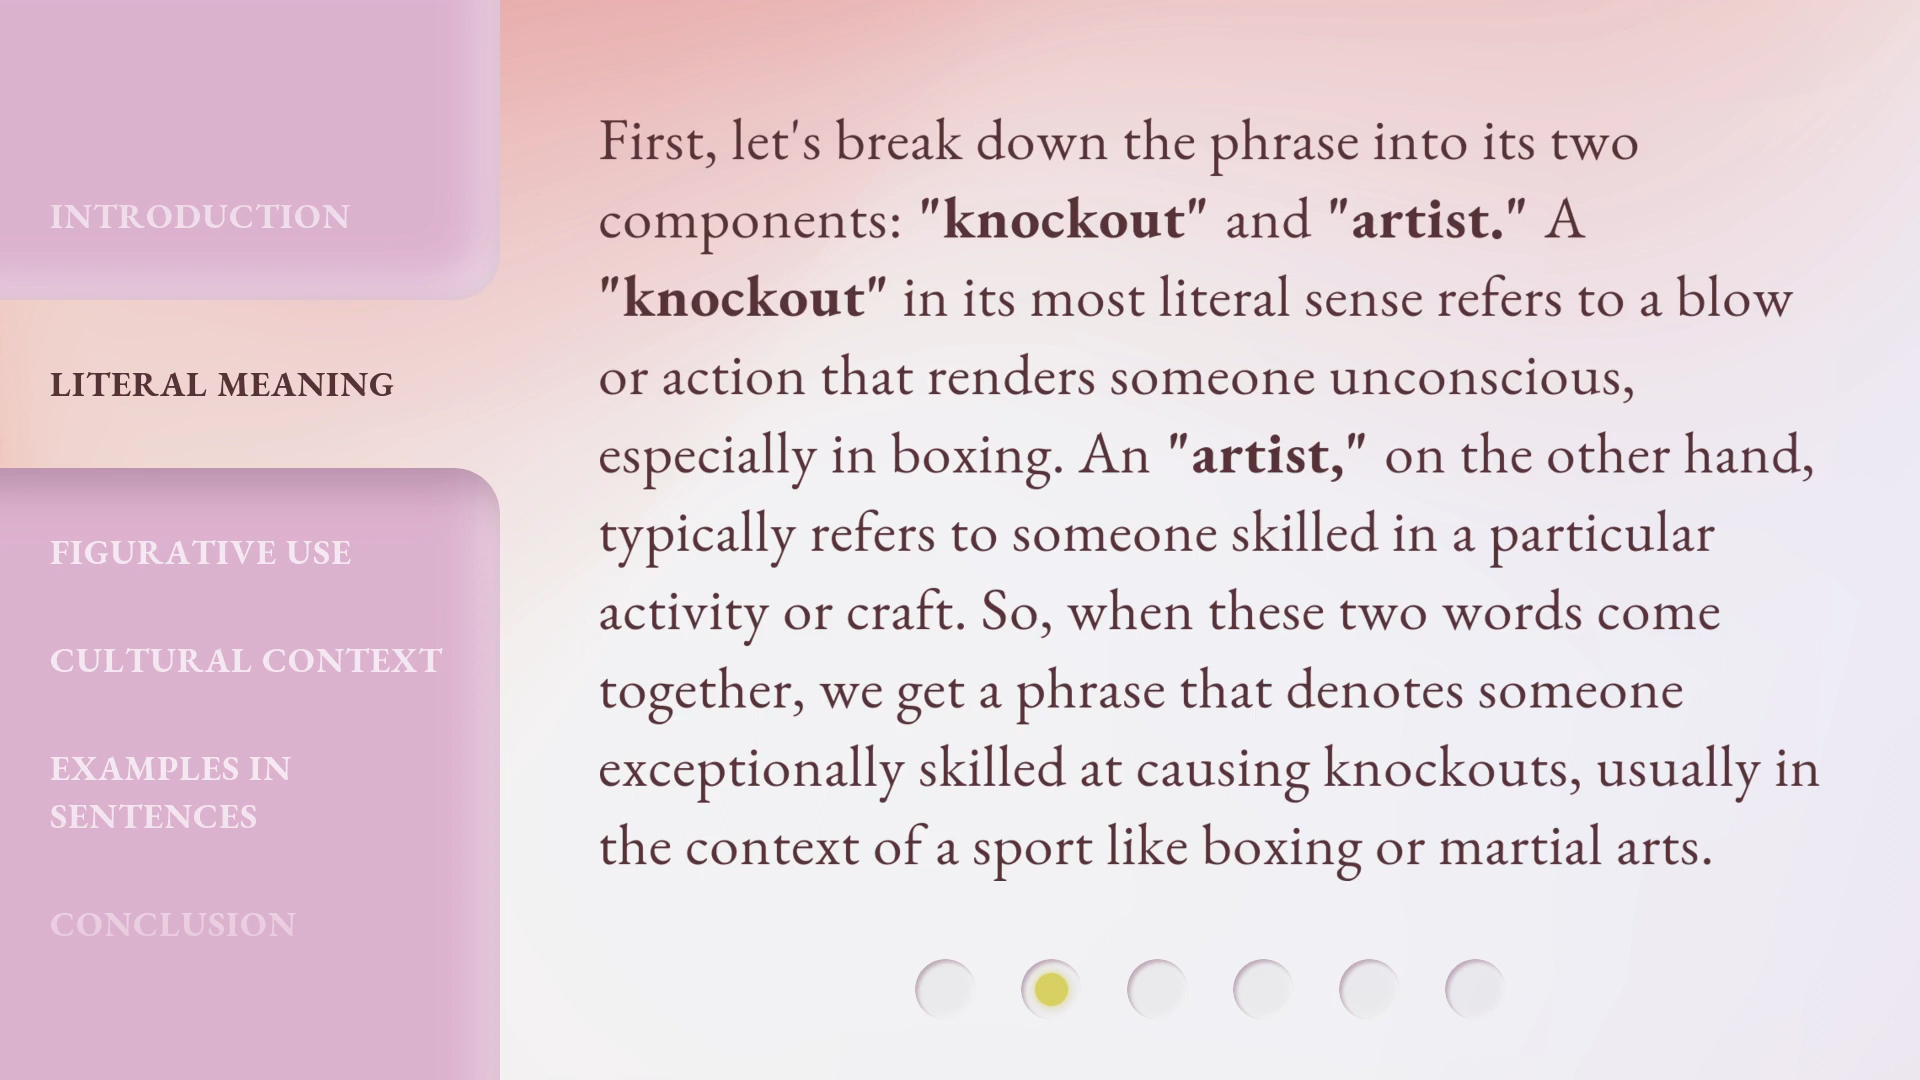 INTRODUCTION
LITERAL MEANING
FIGURATIVE USE
CULTURAL CONTEXT
EXAMPLES IN
SENTENCES
CONCLUSION
First, let's break down the phrase into its two
components: "knockout" and "artist." A
"knockout" in its most literal sense refers to a blow
or action that renders someone unconscious,
especially in boxing. An "artist," on the other hand,
typically refers to someone skilled in a particular
activity or craft. So, when these two words come
together, we get a phrase that denotes someone
exceptionally skilled at causing knockouts, usually in
the context of a sport like boxing or martial arts.